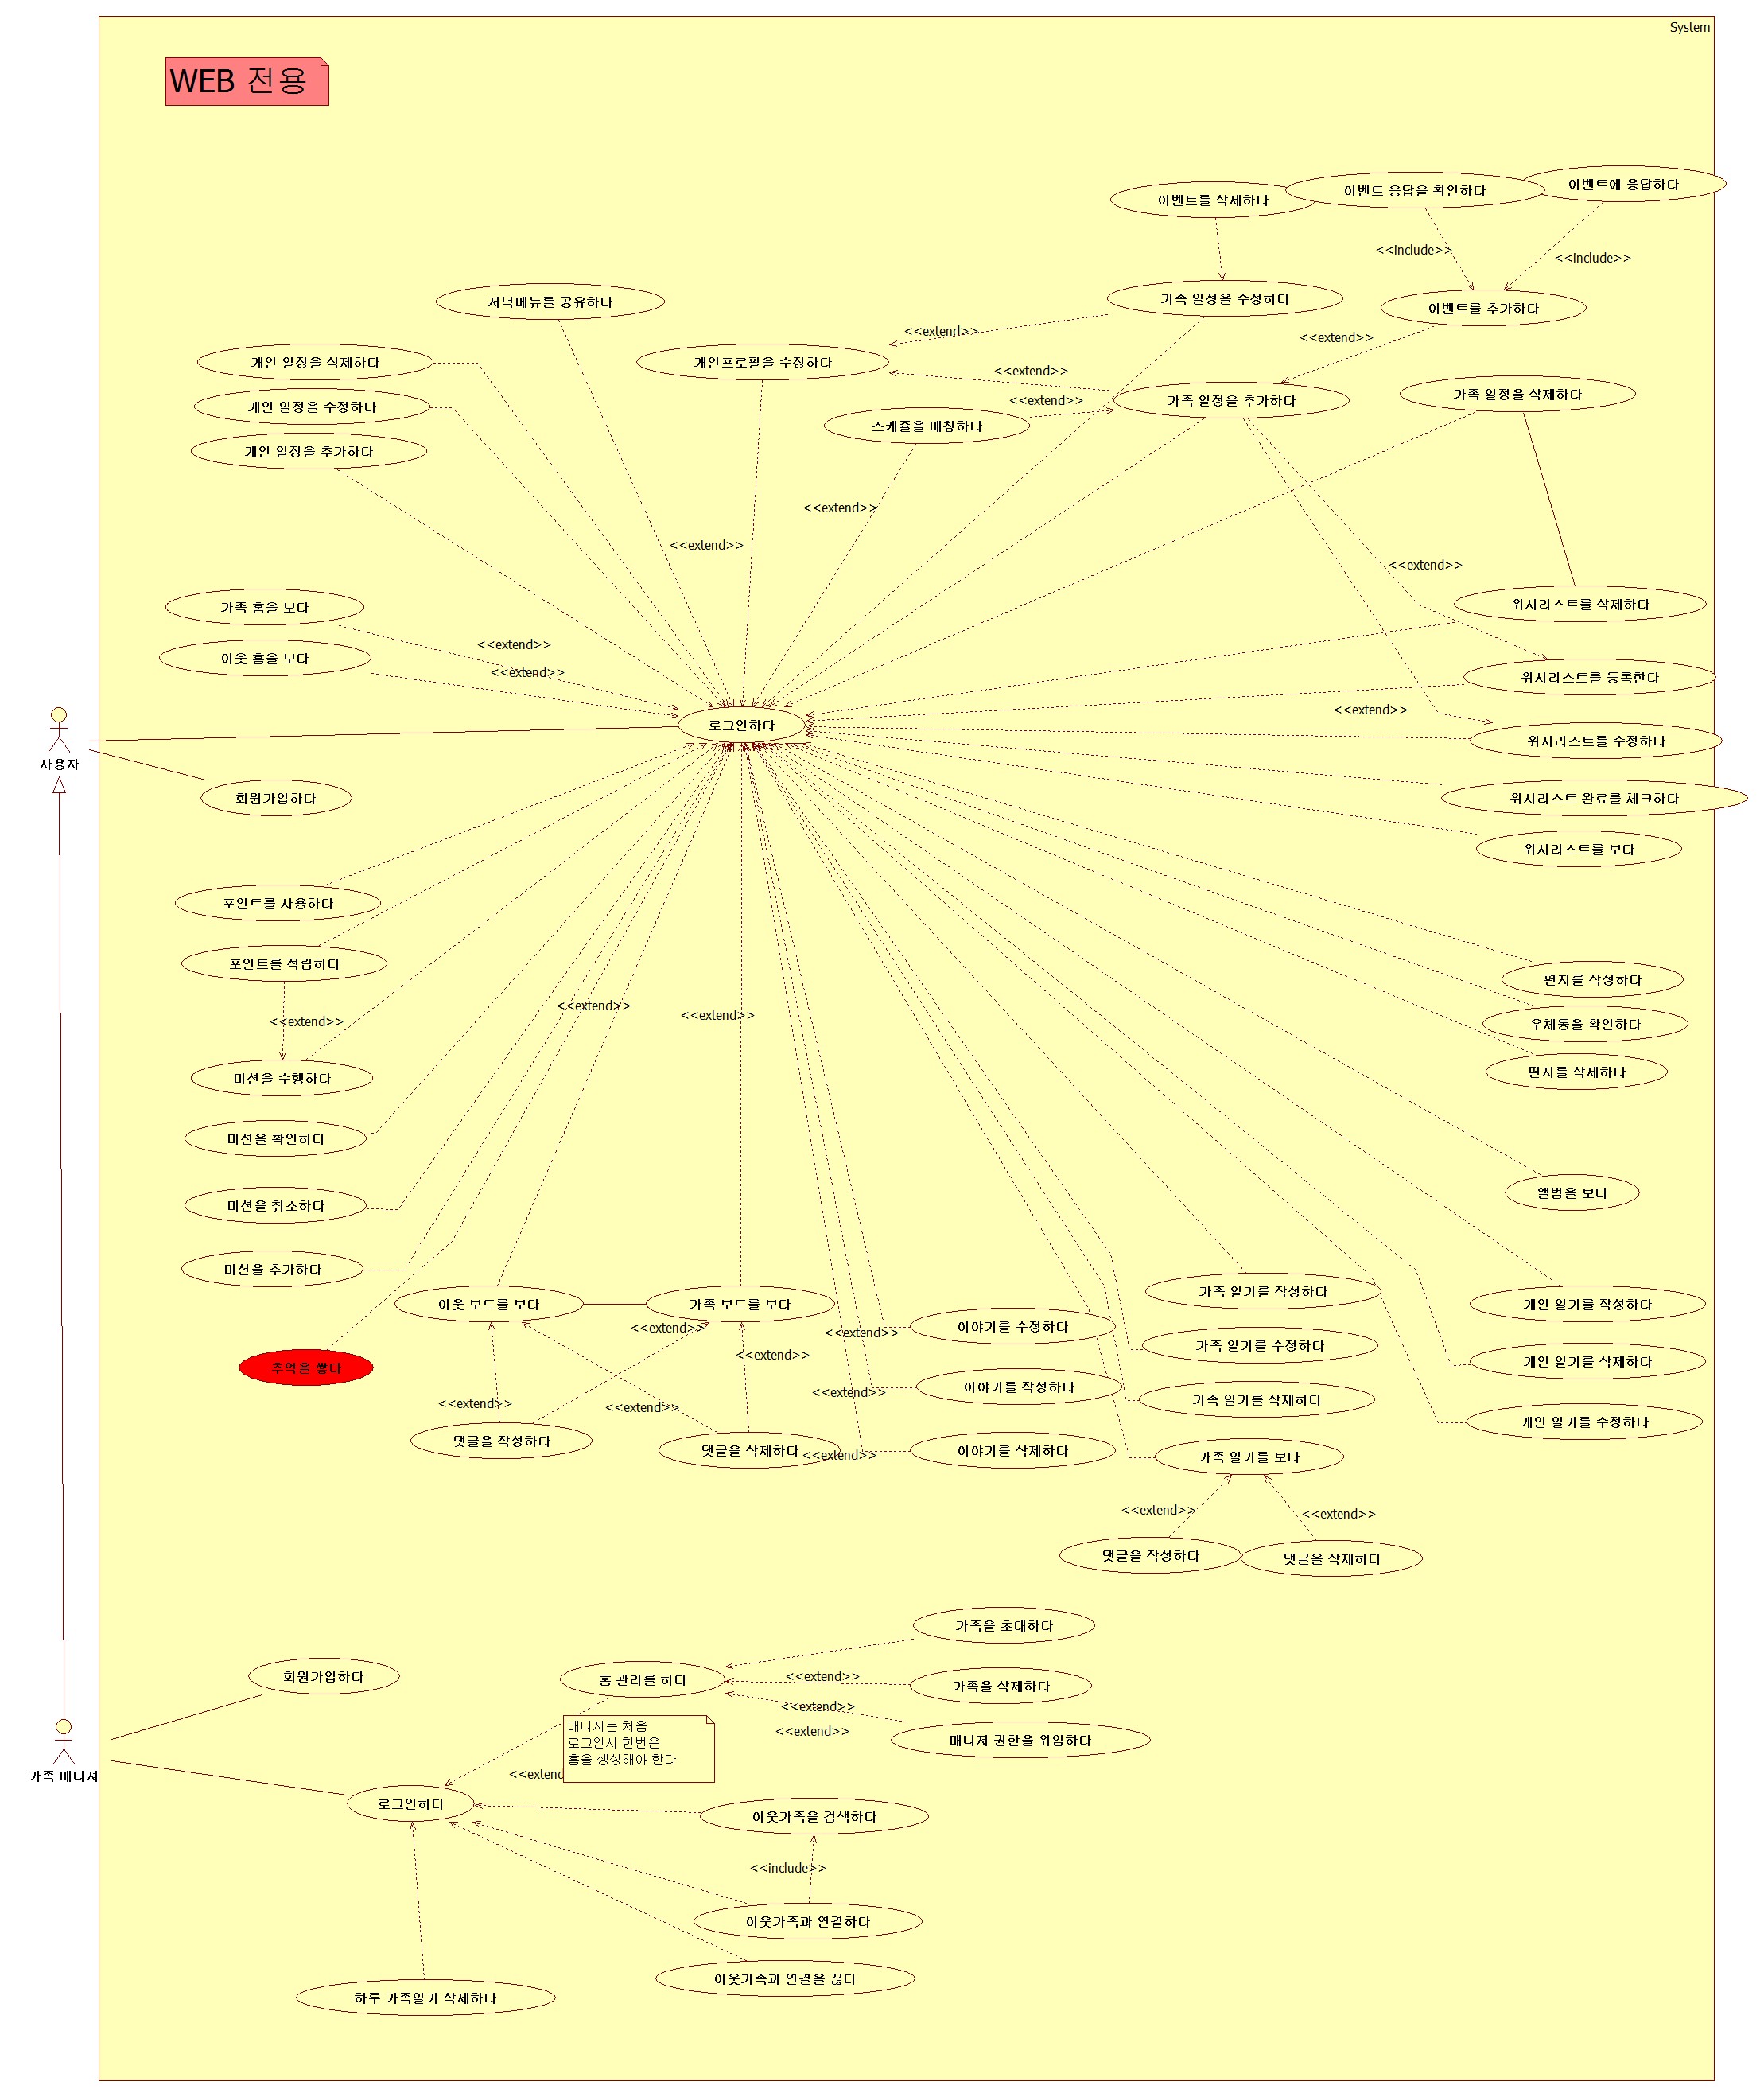 System
WEB 전용
이벤트에 응답하다
이벤트 응답을 확인하다
이벤트를 삭제하다
<<include>>
<<include>>
저녁메뉴를 공유하다
가족 일정을 수정하다
이벤트를 추가하다
<<extend>>
<<extend>>
개인 일정을 삭제하다
개인프로필을 수정하다
<<extend>>
가족 일정을 삭제하다
개인 일정을 수정하다
<<extend>>
가족 일정을 추가하다
스케쥴을 매칭하다
개인 일정을 추가하다
<<extend>>
<<extend>>
<<extend>>
가족 홈을 보다
위시리스트를 삭제하다
<<extend>>
이웃 홈을 보다
<<extend>>
위시리스트를 등록한다
<<extend>>
로그인하다
위시리스트를 수정하다
사용자
회원가입하다
위시리스트 완료를 체크하다
위시리스트를 보다
포인트를 사용하다
포인트를 적립하다
편지를 작성하다
<<extend>>
<<extend>>
<<extend>>
우체통을 확인하다
미션을 수행하다
편지를 삭제하다
미션을 확인하다
앨범을 보다
미션을 취소하다
미션을 추가하다
가족 일기를 작성하다
이웃 보드를 보다
가족 보드를 보다
개인 일기를 작성하다
<<extend>>
<<extend>>
이야기를 수정하다
가족 일기를 수정하다
<<extend>>
개인 일기를 삭제하다
추억을 쌓다
<<extend>>
이야기를 작성하다
<<extend>>
<<extend>>
가족 일기를 삭제하다
개인 일기를 수정하다
댓글을 작성하다
댓글을 삭제하다
<<extend>>
이야기를 삭제하다
가족 일기를 보다
<<extend>>
<<extend>>
댓글을 작성하다
댓글을 삭제하다
가족을 초대하다
회원가입하다
홈 관리를 하다
<<extend>>
가족을 삭제하다
<<extend>>
매니저는 처음
로그인시 한번은
홈을 생성해야 한다
<<extend>>
매니저 권한을 위임하다
가족 매니져
<<extend
로그인하다
이웃가족을 검색하다
<<include>>
이웃가족과 연결하다
이웃가족과 연결을 끊다
하루 가족일기 삭제하다